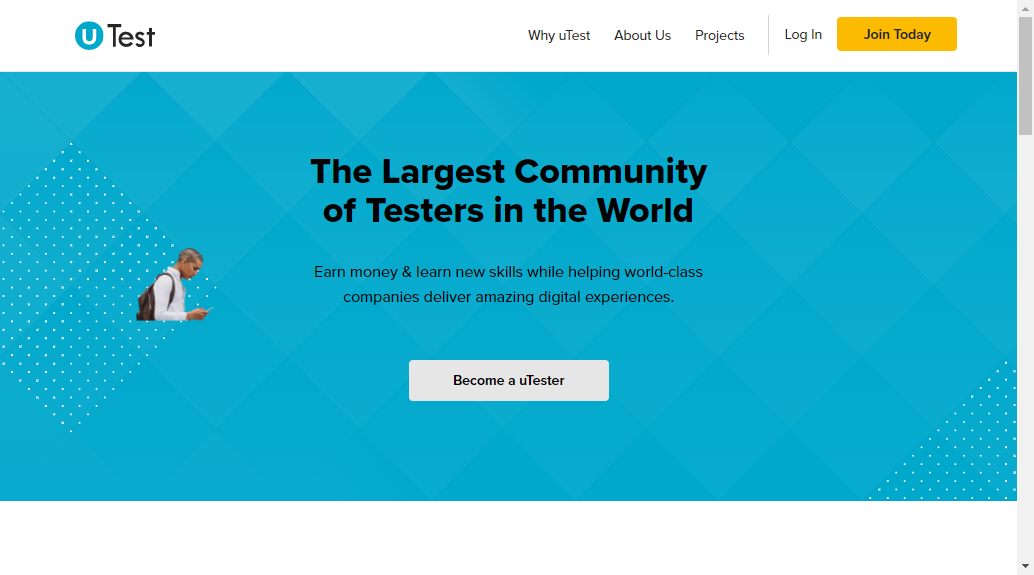 uTest
Why uTest
About Us
Projects
Log In
Join Today
The Largest Community
of Testers in the World
Earn money & learn new skills while helping world-class
companies deliver amazing digital experiences.
Become a uTester